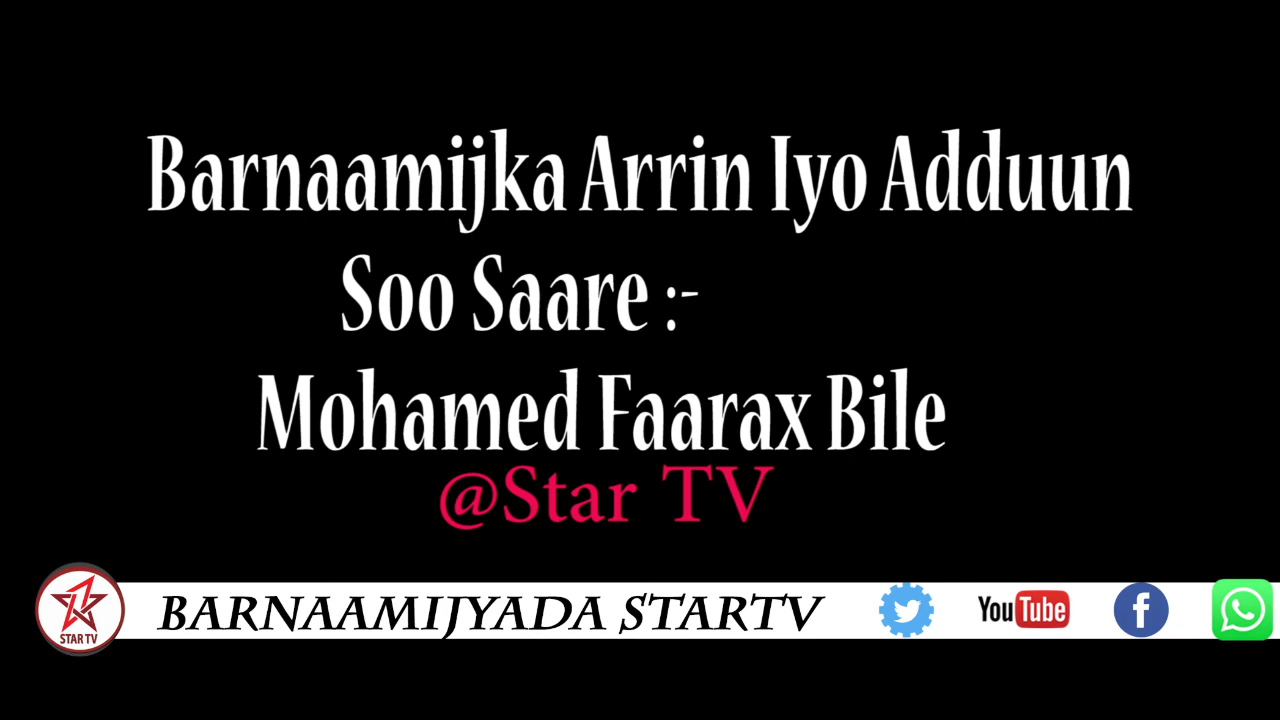 Barnaamijka Arrin Iyo Adduun
Soo Saare :-
Mohamed Faarax Bile
@Star TV
STAR TV
BARNAAMIJYADA STARTV
YouTube